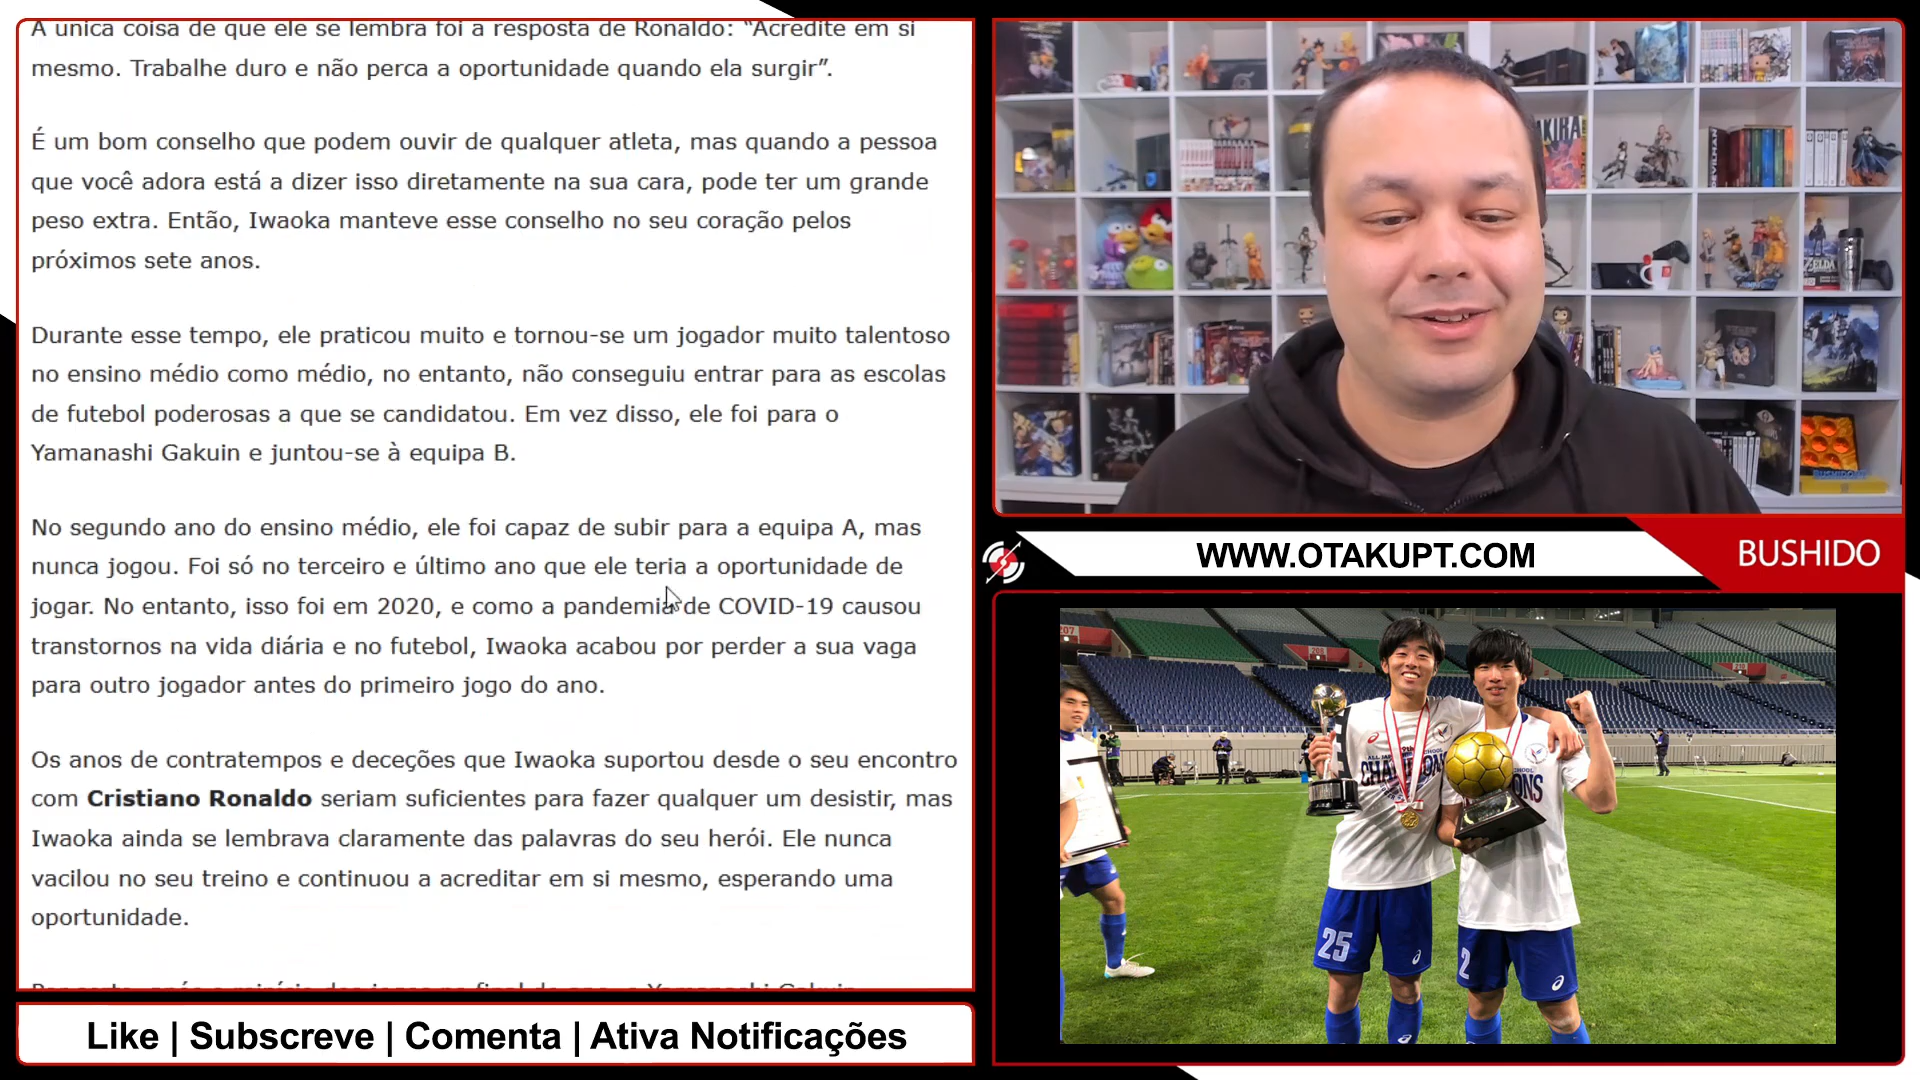 A única coisa de que ele se lembra foi a resposta de Ronaldo: “Acredite em si
mesmo. Trabalhe duro e não perca a oportunidade quando ela surgir”.
É um bom conselho que podem ouvir de qualquer atleta, mas quando a pessoa
que você adora está a dizer isso diretamente na sua cara, pode ter um grande
peso extra. Então, Iwaoka manteve esse conselho no seu coração pelos
próximos sete anos.
Durante esse tempo, ele praticou muito e tornou-se um jogador muito talentoso
no ensino médio como médio, no entanto, não conseguiu entrar para as escolas
de futebol poderosas a que se candidatou. Em vez disso, ele foi para o
Yamanashi Gakuin e juntou-se à equipa B.
No segundo ano do ensino médio, ele foi capaz de subir para a equipa A, mas
nunca jogou. Foi só no terceiro e último ano que ele teria a oportunidade de
jogar. No entanto, isso foi em 2020, e como a pandemia de COVID-19 causou
transtornos na vida diária e no futebol, Iwaoka acabou por perder a sua vaga
para outro jogador antes do primeiro jogo do ano.
Os anos de contratempos e deceções que Iwaoka suportou desde o seu encontro
com Cristiano Ronaldo seriam suficientes para fazer qualquer um desistir, mas
Iwaoka ainda se lembrava claramente das palavras do seu herói. Ele nunca
vacilou no seu treino e continuou a acreditar em si mesmo, esperando uma
oportunidade.
Like | Subscreve | Comenta | Ativa Notificações
AKIRA
DEVILMAN
ZELDA
WWW.OTAKUPT.COM
BUSHIDO
207
208
25
2